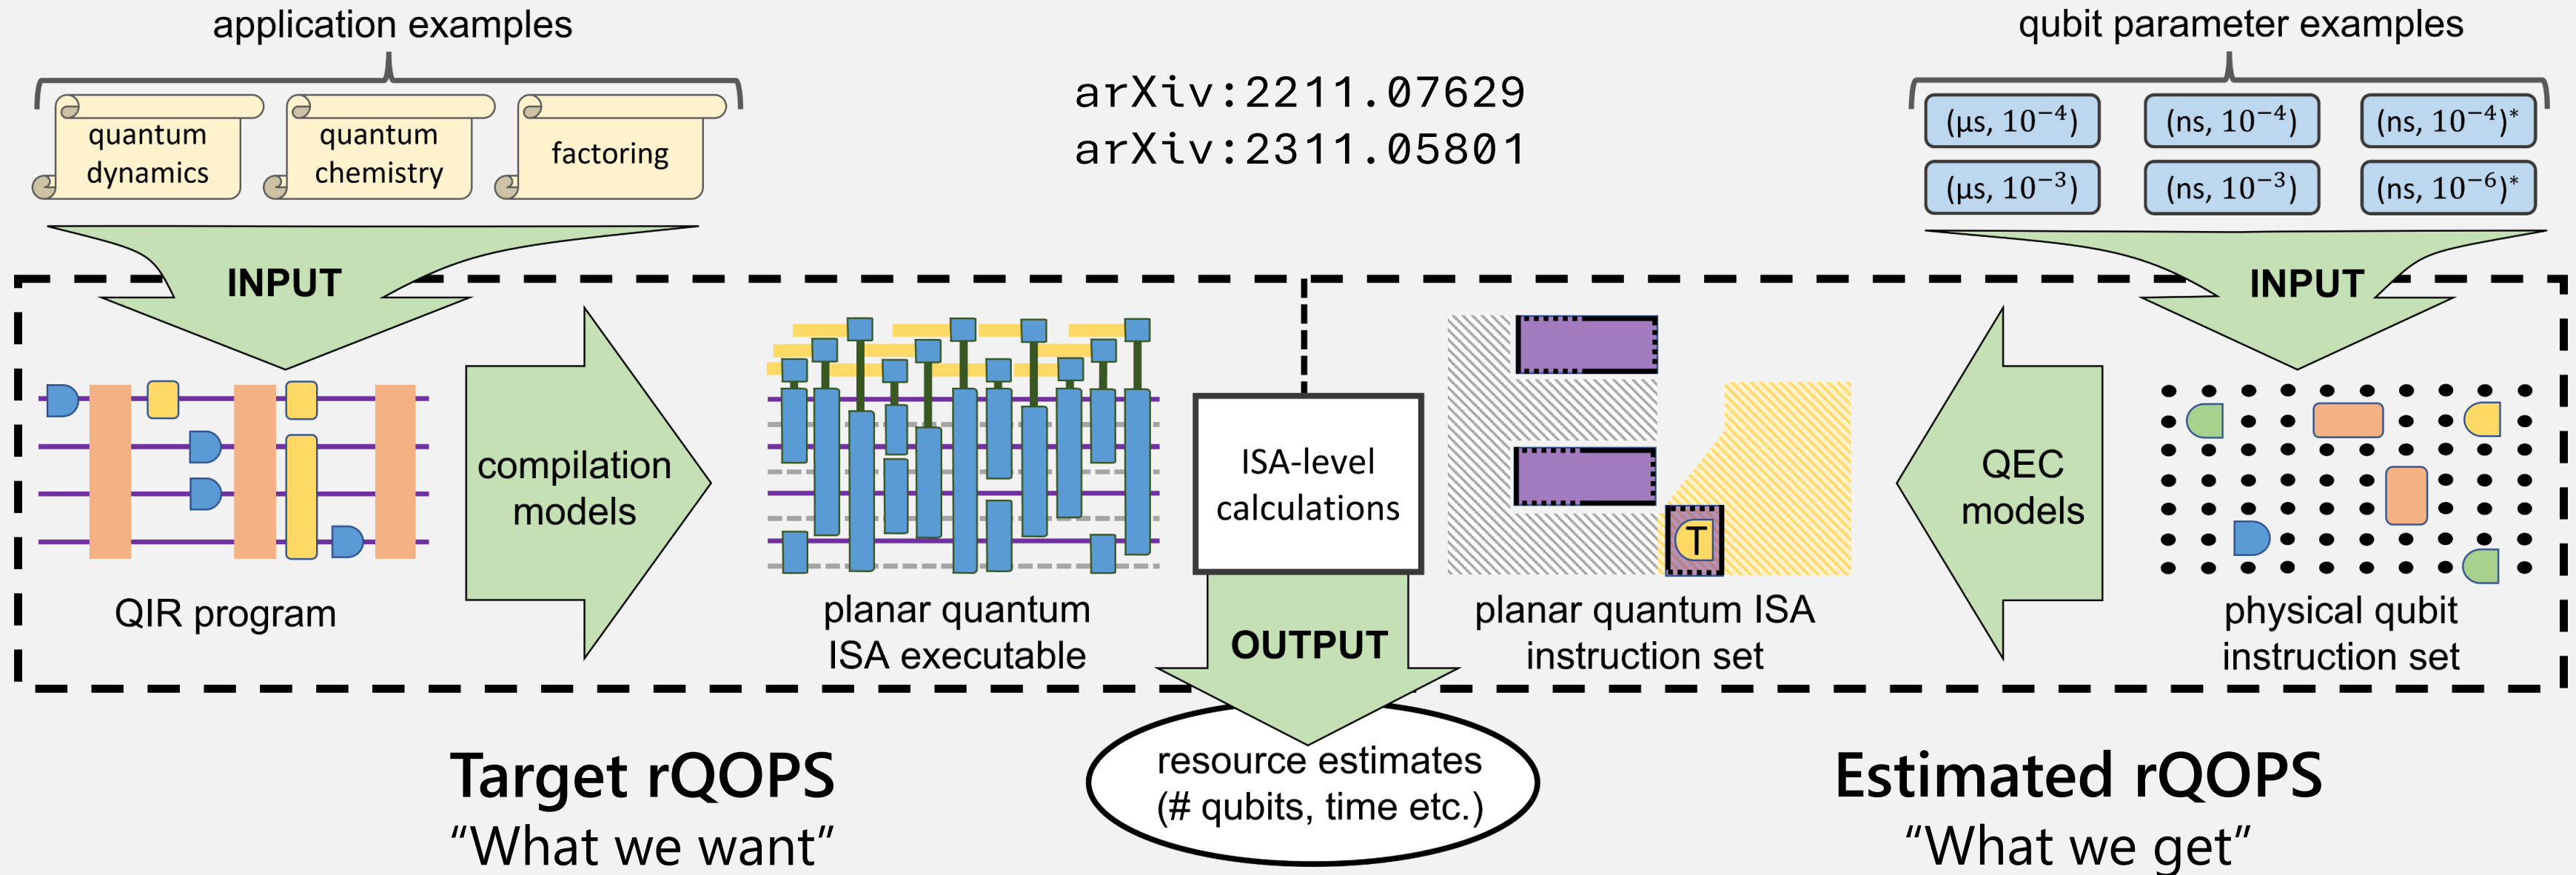 application examples
quantum
dynamics
quantum
chemistry
factoring
arXiv:2211.07629
arXiv:2311.05801
qubit parameter examples
(µs, 10⁻⁴)
(ns, 10⁻⁴)
(ns, 10⁻⁴)*
(µs, 10⁻³)
(ns, 10⁻³)
(ns, 10⁻⁶)*
INPUT
INPUT
QIR program
compilation
models
planar quantum
ISA executable
ISA-level
calculations
OUTPUT
T
planar quantum ISA
instruction set
QEC
models
physical qubit
instruction set
resource estimates
(# qubits, time etc.)
Target rQOPS
“What we want”
Estimated rQOPS
“What we get”